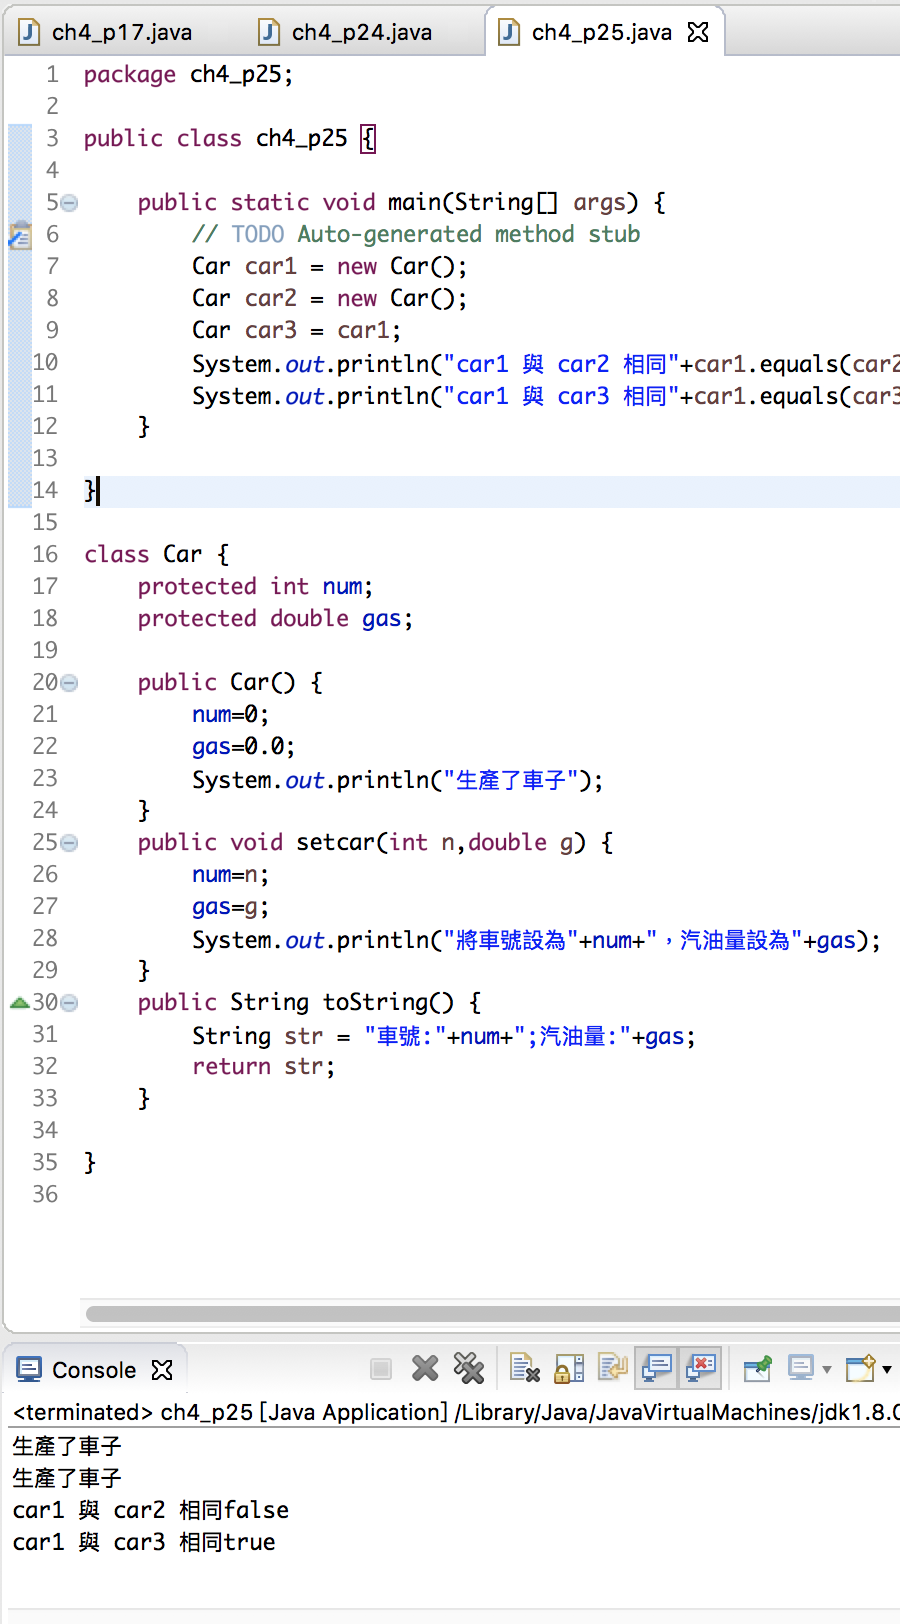 ch4_p17.java ch4_p24.java ch4_p25.java
1 package ch4_p25;
2
3 public class ch4_p25 {
4
5 public static void main(String[] args) {
6 // TODO Auto-generated method stub
7 Car car1 = new Car();
8 Car car2 = new Car();
9 Car car3 = car1;
10 System.out.println("car1 與 car2 相同"+car1.equals(car2
11 System.out.println("car1 與 car3 相同"+car1.equals(car3
12 }
13
14 }
15
16 class Car {
17 protected int num;
18 protected double gas;
19
20 public Car() {
21 num=0;
22 gas=0.0;
23 System.out.println("生產了車子");
24 }
25 public void setcar(int n,double g) {
26 num=n;
27 gas=g;
28 System.out.println("將車號設為"+num+"，汽油量設為"+gas);
29 }
30 public String toString() {
31 String str = "車號:"+num+";汽油量:"+gas;
32 return str;
33 }
34
35 }
36
Console
<terminated> ch4_p25 [Java Application] /Library/Java/JavaVirtualMachines/jdk1.8.0
生產了車子
生產了車子
car1 與 car2 相同false
car1 與 car3 相同true